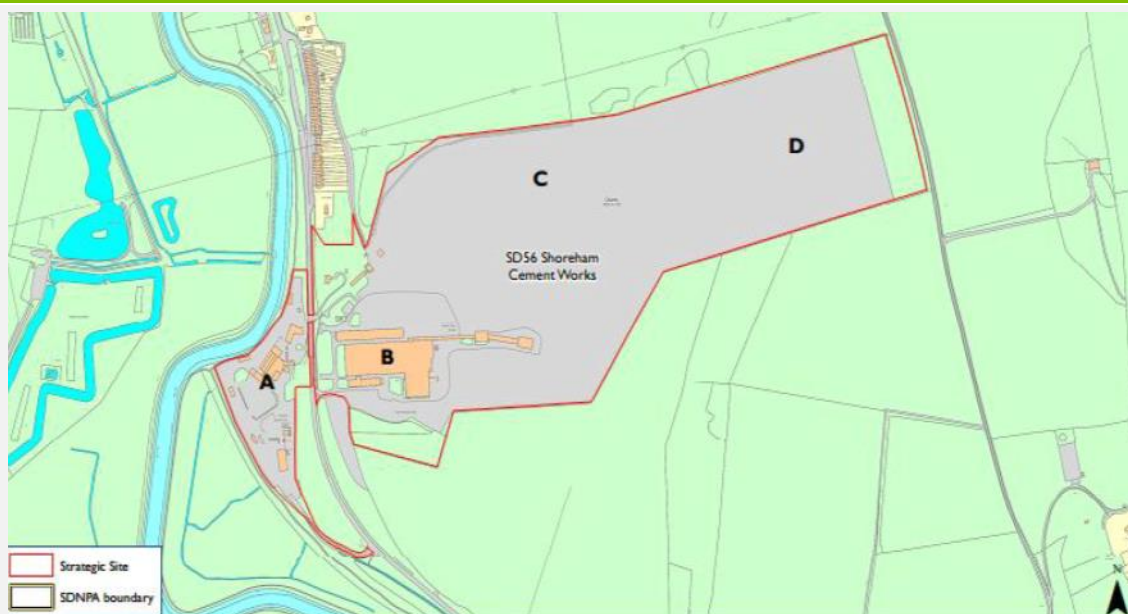 C
D
SD56 Shoreham
Cement Works
B
A
Strategic Site
SDNPA boundary
N